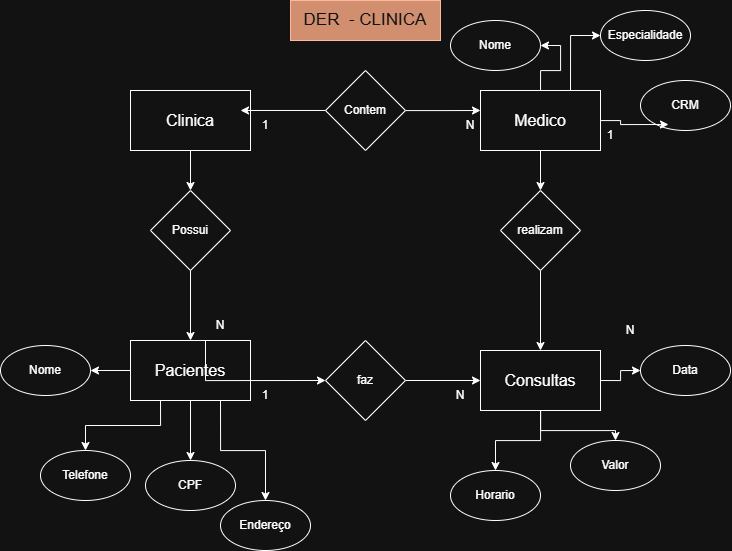 DER - CLINICA
Nome
Especialidade
Clinica
1
Contem
N
Medico
1
CRM
Possui
realizam
N
N
Nome
Pacientes
1
faz
N
Consultas
Data
Telefone
CPF
Endereço
Horario
Valor